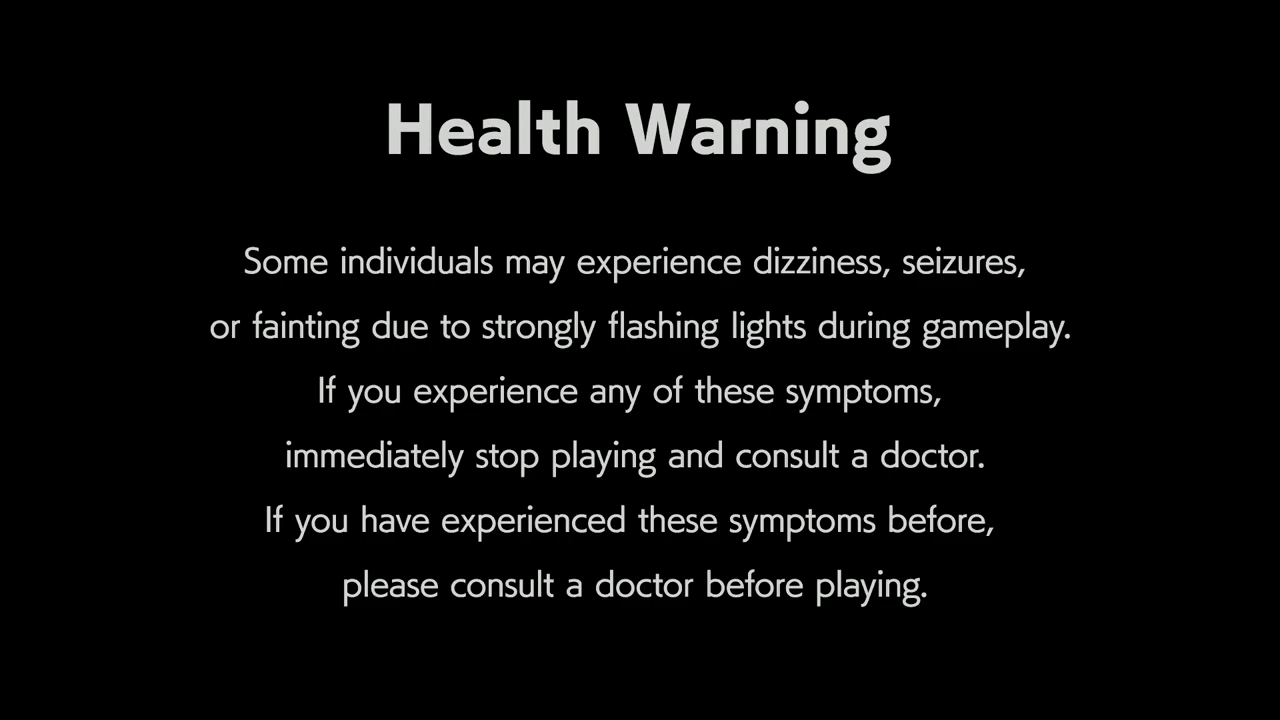 Health Warning
Some individuals may experience dizziness, seizures,
or fainting due to strongly flashing lights during gameplay.
If you experience any of these symptoms,
immediately stop playing and consult a doctor.
If you have experienced these symptoms before,
please consult a doctor before playing.